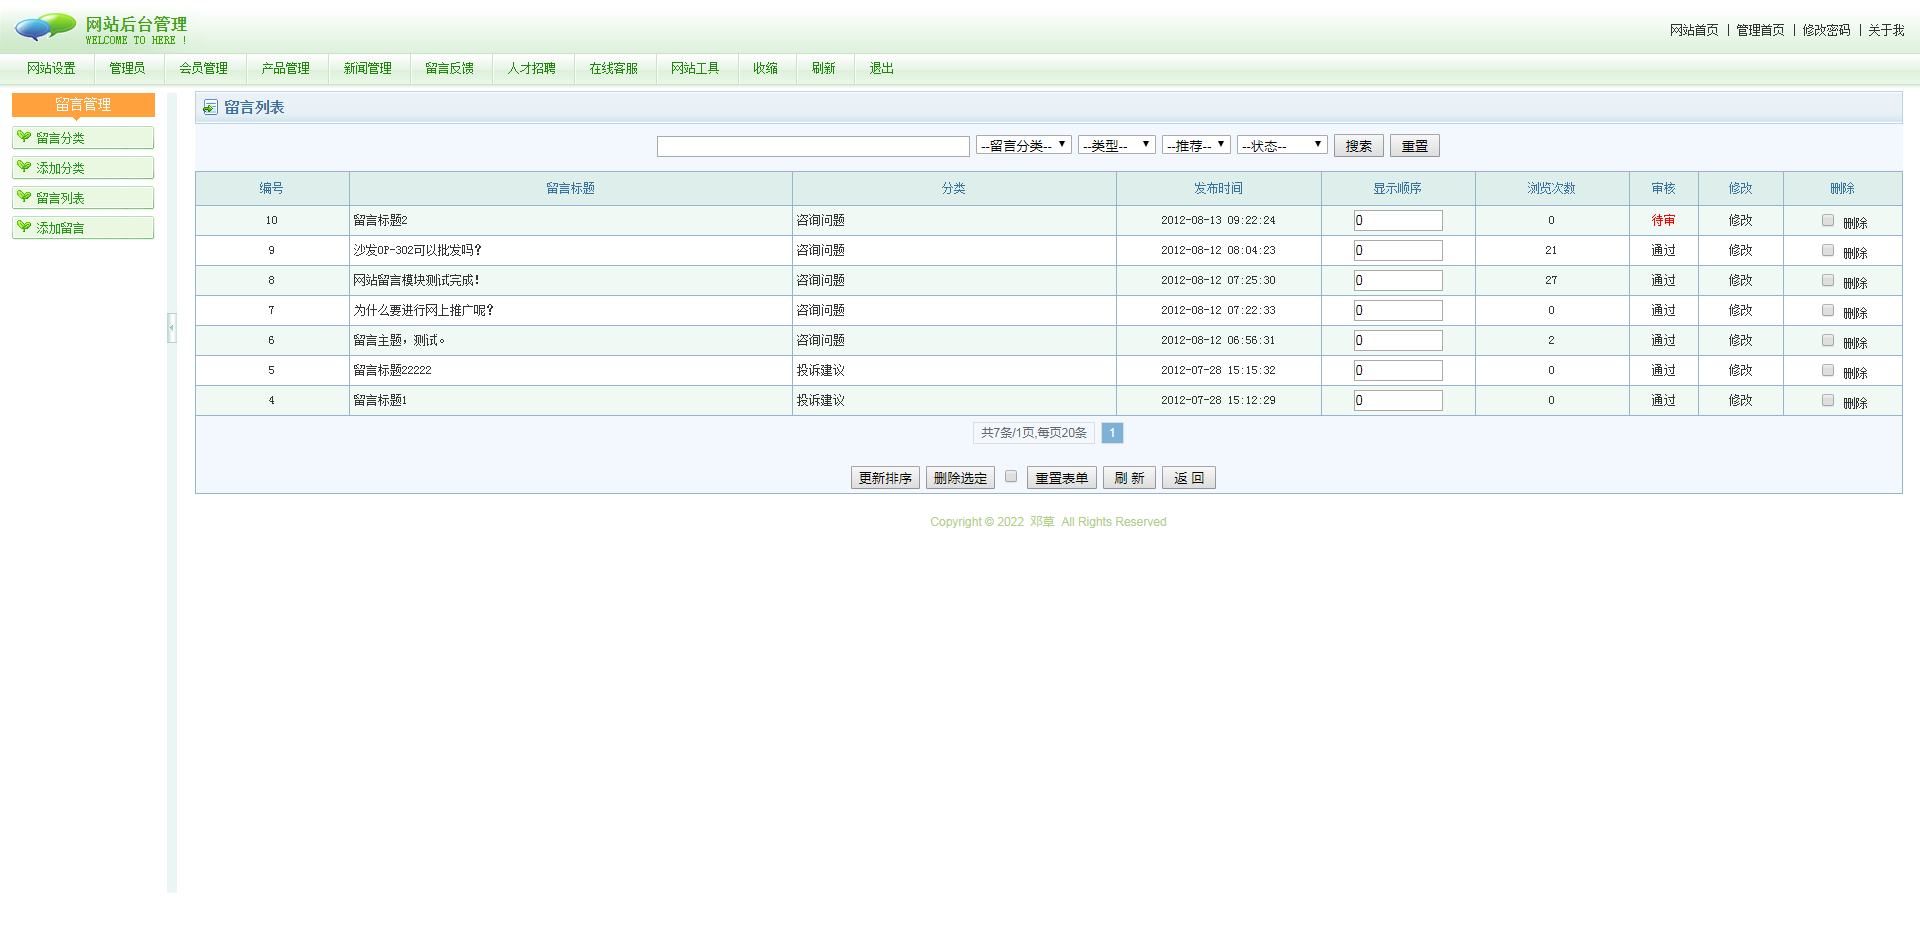 网站后台管理
WELCOME TO HERE !
网站首页 | 管理首页 | 修改密码 | 关于我
网站设置 管理员 会员管理 产品管理 新闻管理 留言反馈 人才招聘 在线客服 网站工具 收缩 刷新 退出
留言管理
留言分类
添加分类
留言列表
添加留言
留言列表
--留言分类-- --类型-- --推荐-- --状态-- 搜索 重置
编号 留言标题 分类 发布时间 显示顺序 浏览次数 审核 修改 删除
10 留言标题2 咨询问题 2012-08-13 09:22:24 0 0 待审 修改 删除
9 沙发OP-302可以批发吗? 咨询问题 2012-08-12 08:04:23 0 21 通过 修改 删除
8 网站留言模块测试完成! 咨询问题 2012-08-12 07:25:30 0 27 通过 修改 删除
7 为什么要进行网上推广呢? 咨询问题 2012-08-12 07:22:33 0 0 通过 修改 删除
6 留言主题，测试。 咨询问题 2012-08-12 06:56:31 0 2 通过 修改 删除
5 留言标题22222 投诉建议 2012-07-28 15:15:32 0 0 通过 修改 删除
4 留言标题1 投诉建议 2012-07-28 15:12:29 0 0 通过 修改 删除
共7条/1页,每页20条 1
更新排序 删除选定 重置表单 刷 新 返 回
Copyright © 2022 邓草 All Rights Reserved